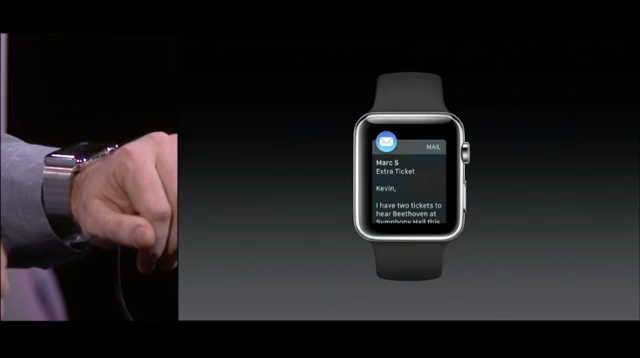 MAIL
Marc S
Extra Ticket
Kevin,
I have two tickets to
hear Beethoven at
Symphony Hall this